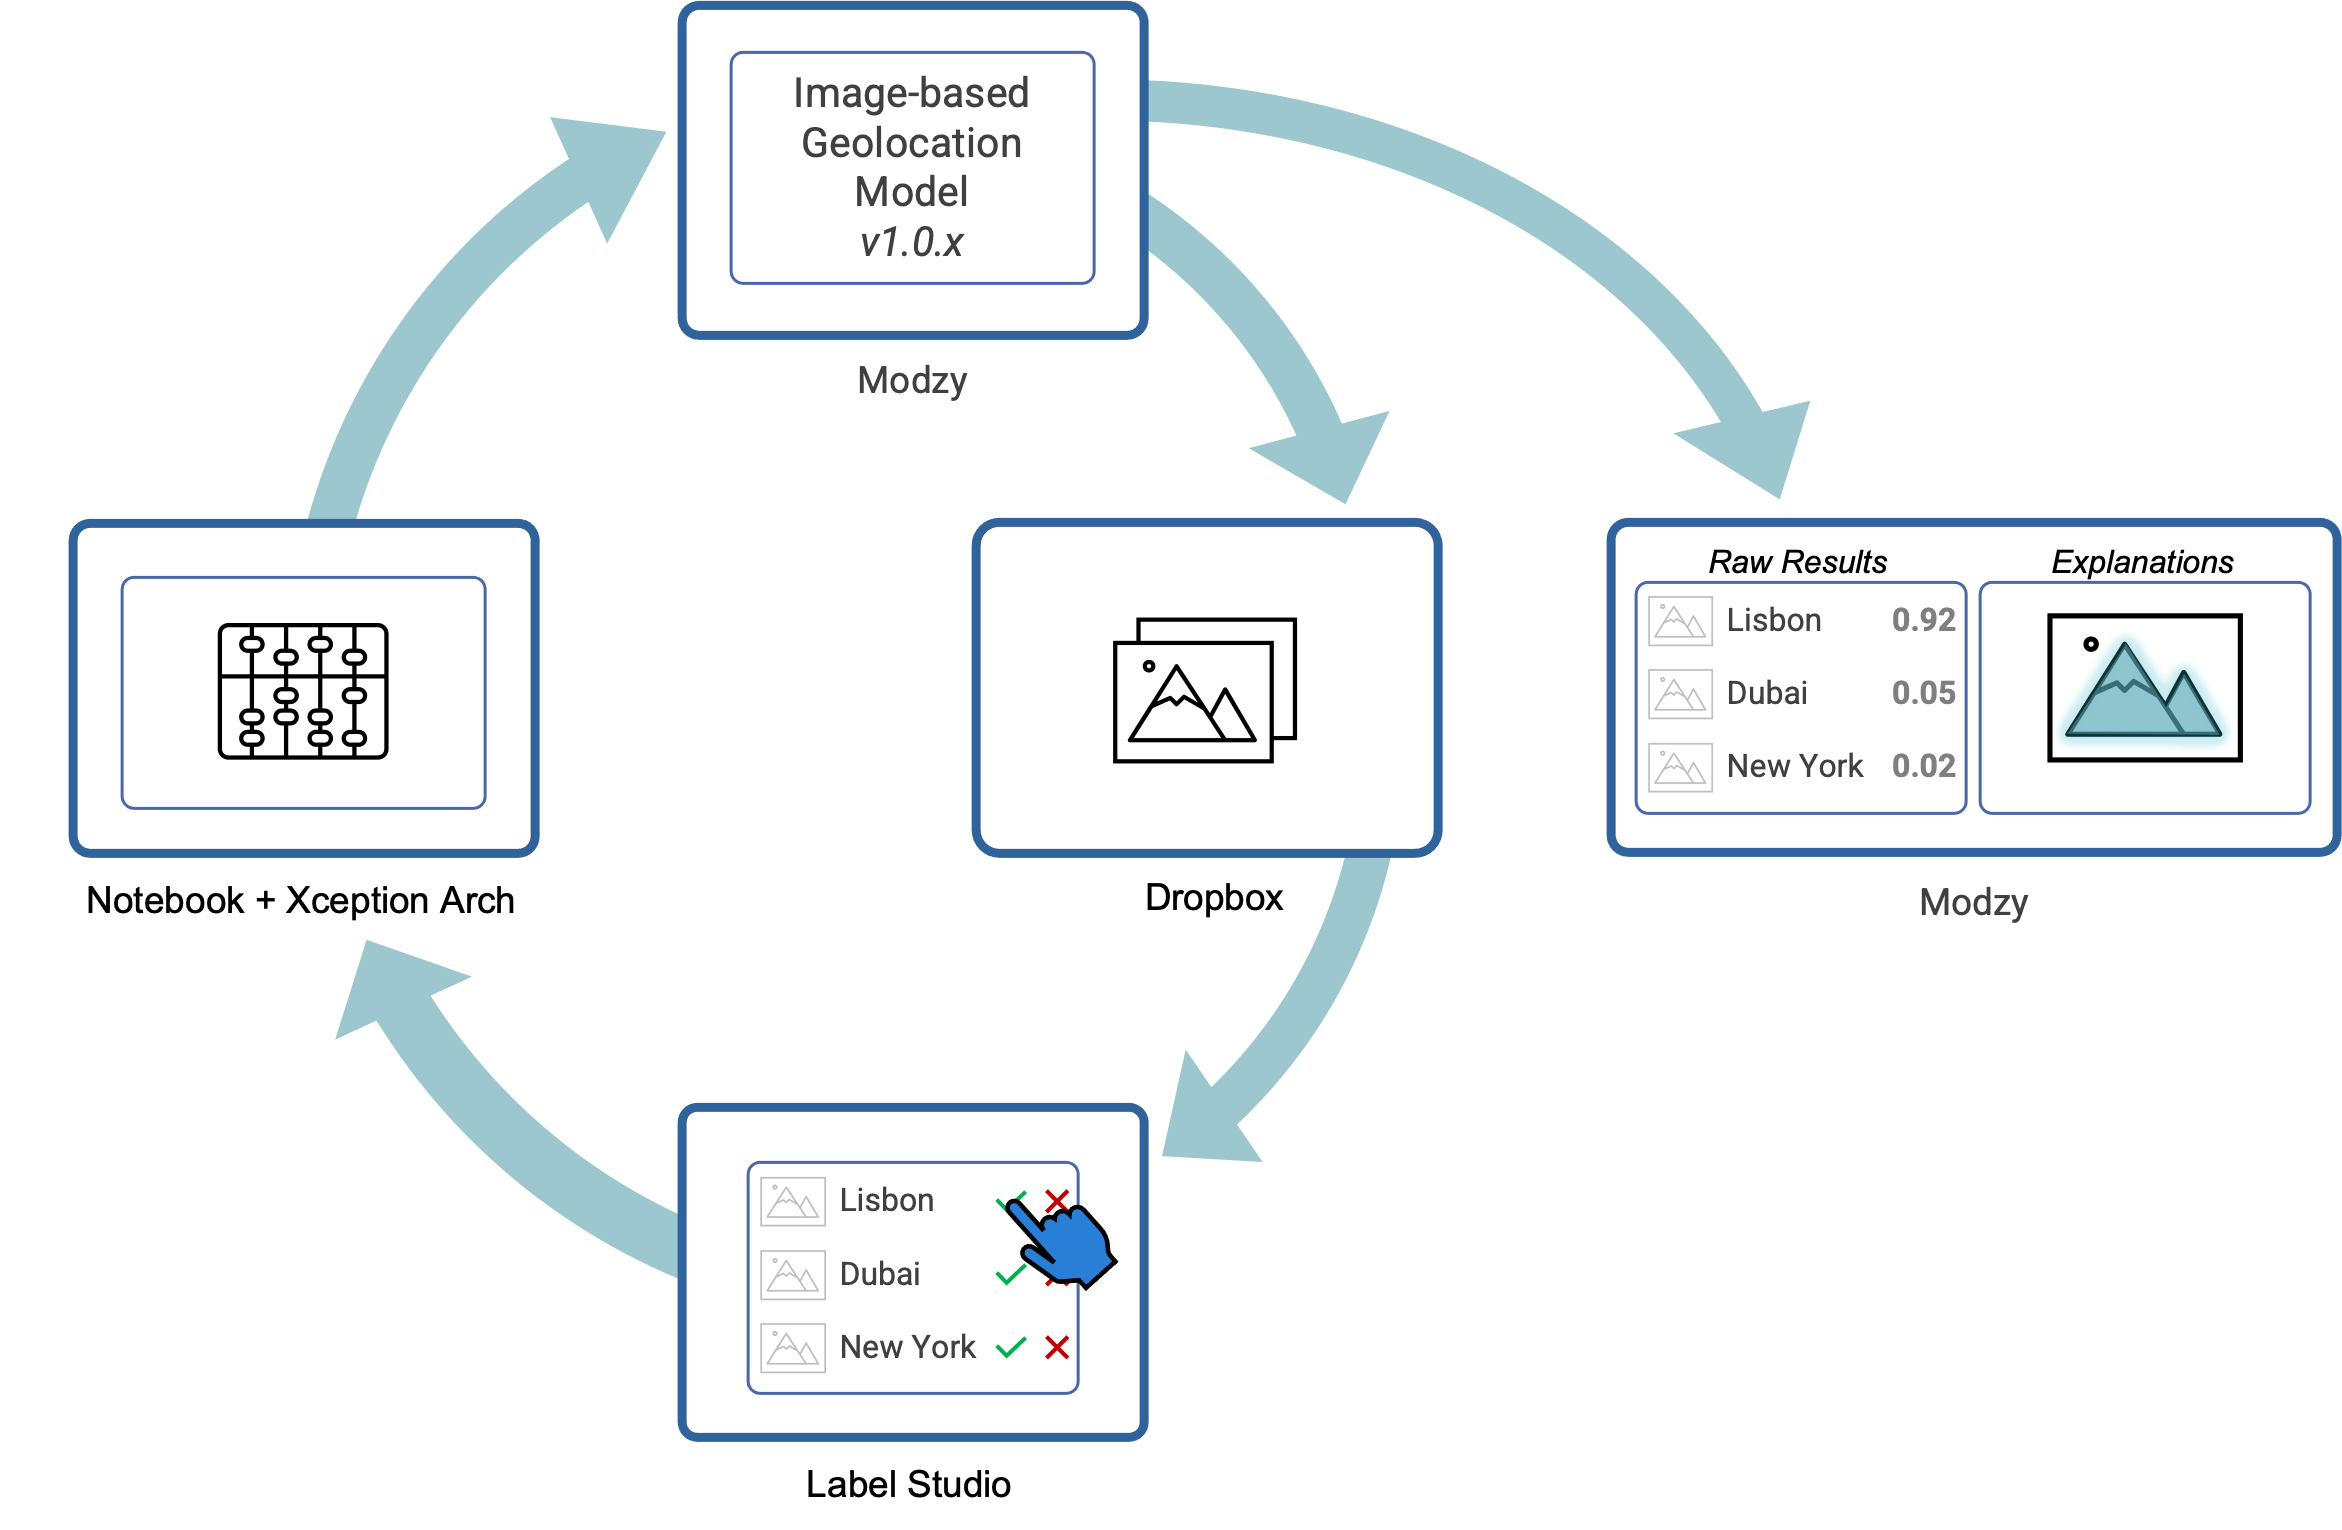 Image-based
Geolocation
Model
v1.0.x
Modzy
Notebook + Xception Arch
Dropbox
Raw Results
Lisbon 0.92
Dubai 0.05
New York 0.02
Explanations
Modzy
Lisbon
Dubai
New York
Label Studio